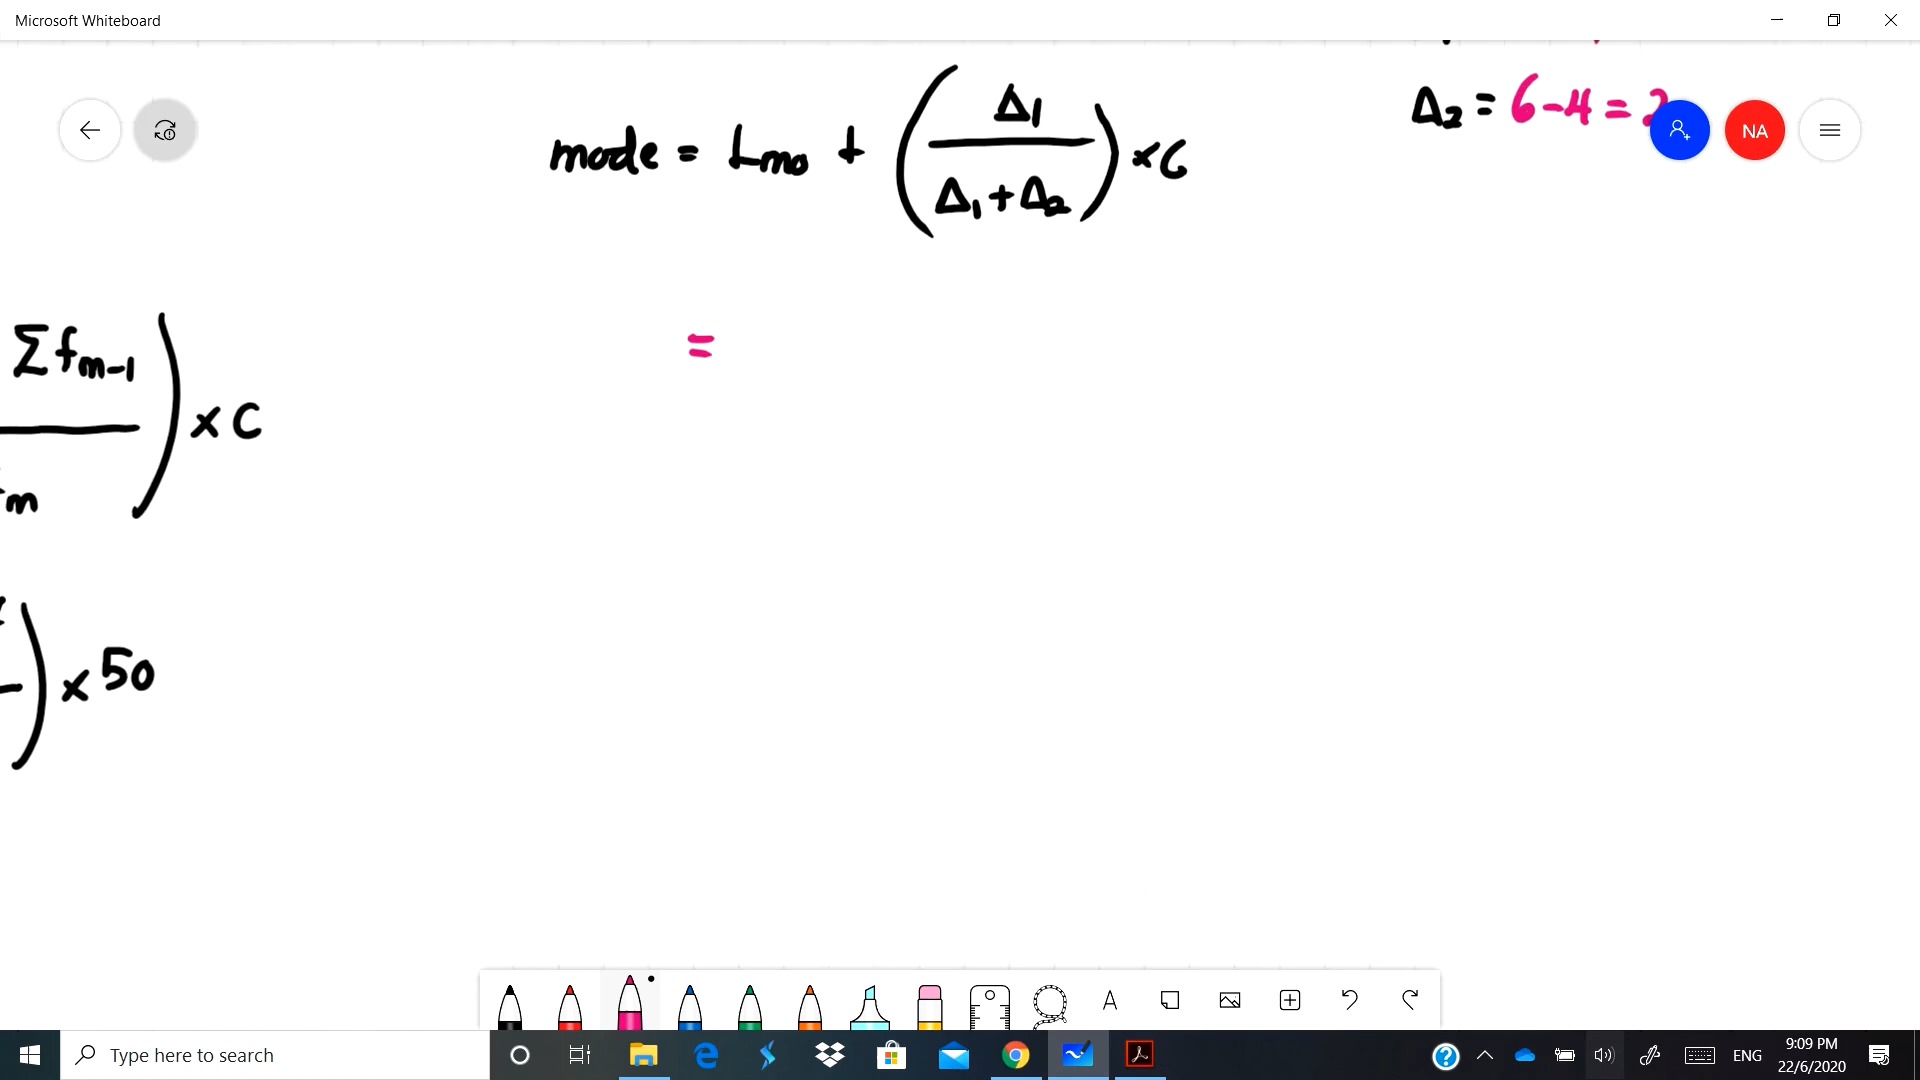 Microsoft Whiteboard
Δ₂ = 6-4 = 2
NA
mode = Lmo + (Δ₁ / Δ₁+Δ₂) × C
Σfm-1
) × C
m
=
) × 50
A
Type here to search
ENG
9:09 PM
22/6/2020